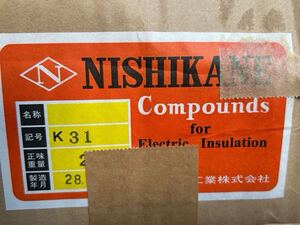 N
NISHIKANE
Compounds
for
Electric Insulation
名称
記号 K 31
正味重量 2
製造年月 28.
工業株式会社